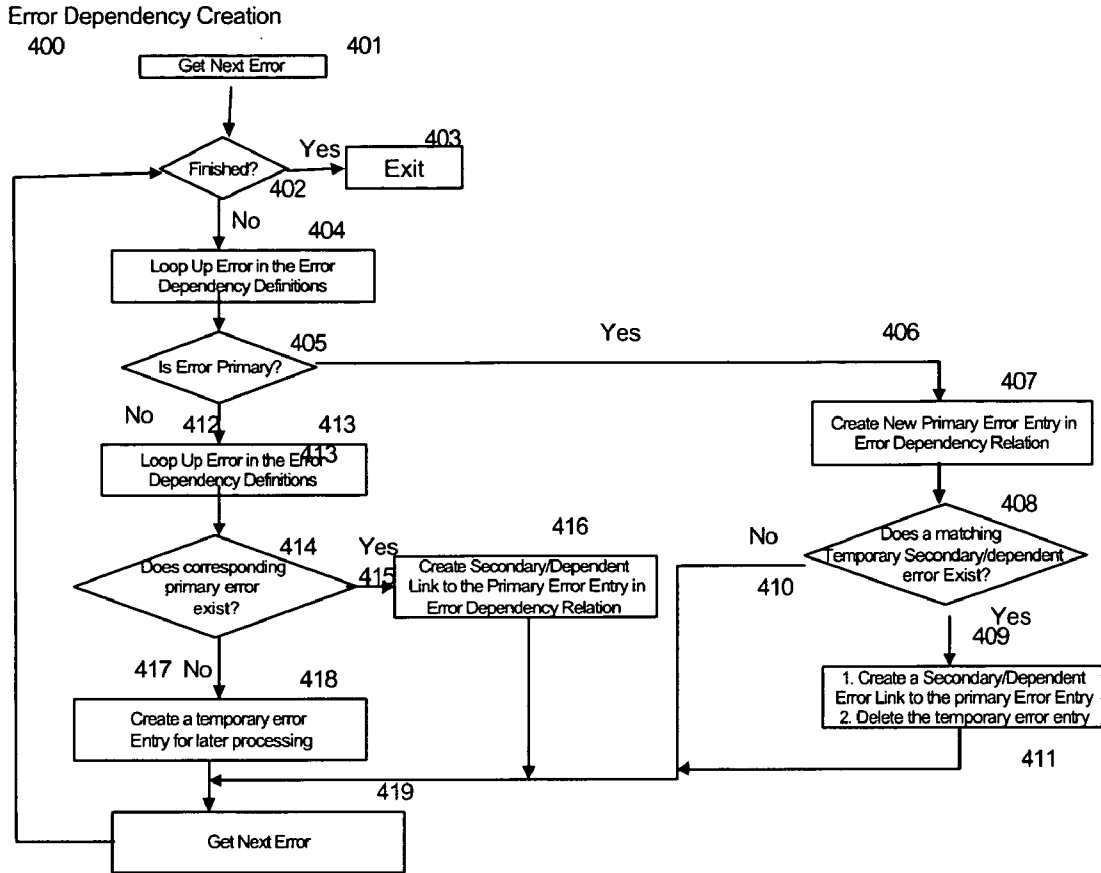 Error Dependency Creation
400
401
Get Next Error
403
Yes
Exit
Finished?
402
No
404
Loop Up Error in the Error
Dependency Definitions
405
Is Error Primary?
Yes
406
407
Create New Primary Error Entry in
Error Dependency Relation
No
412
413
413
Loop Up Error in the Error
Dependency Definitions
408
Does a matching
Temporary Secondary/dependent
error Exist?
No
410
414
Does corresponding
primary error
exist?
Yes
415
416
Create Secondary/Dependent
Link to the Primary Error Entry in
Error Dependency Relation
Yes
409
1. Create a Secondary/Dependent
Error Link to the primary Error Entry
2. Delete the temporary error entry
411
417 No
418
Create a temporary error
Entry for later processing
419
Get Next Error